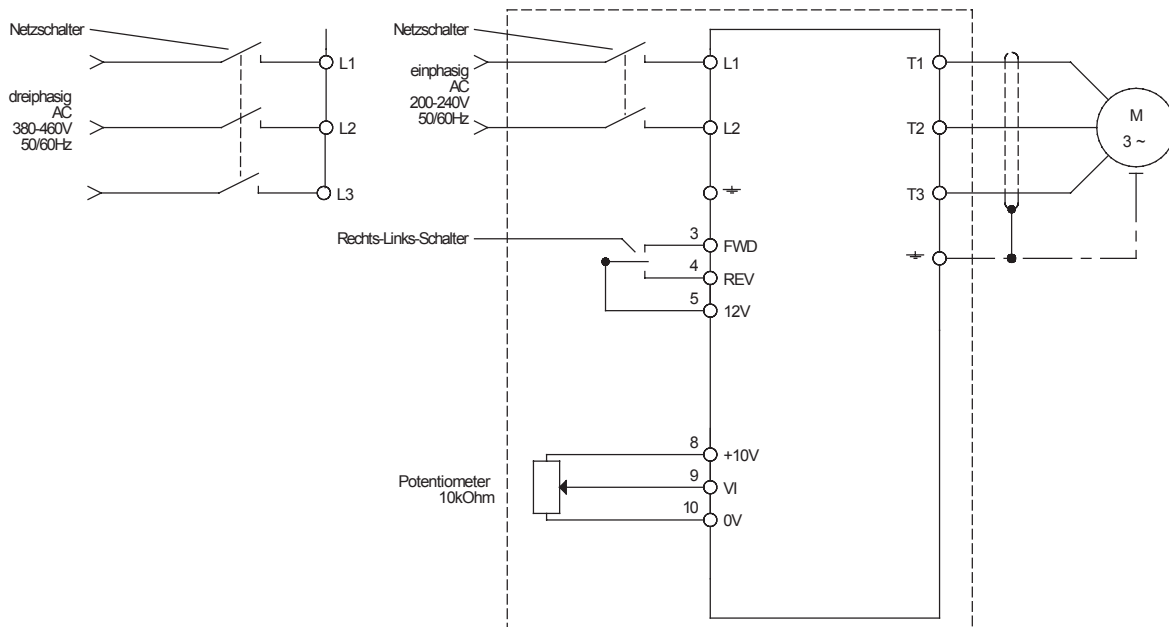 Netzschalter
L1
dreiphasig
AC
380-460V
50/60Hz
L2
L3
Netzschalter
einphasig
AC
200-240V
50/60Hz
L1
L2
Rechts-Links-Schalter
3
FWD
4
REV
5
12V
Potentiometer
10kOhm
8
+10V
9
VI
10
0V
T1
T2
T3
M
3 ~